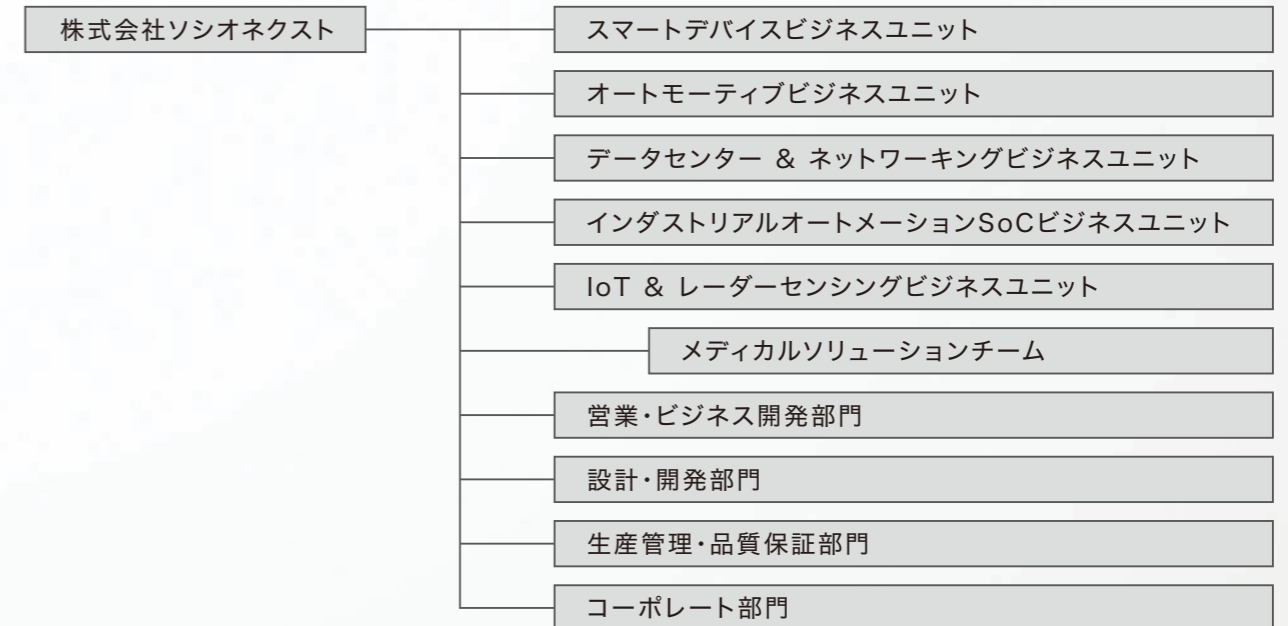 株式会社ソシオネクスト
スマートデバイスビジネスユニット
オートモーティブビジネスユニット
データセンター & ネットワーキングビジネスユニット
インダストリアルオートメーションSoCビジネスユニット
IoT & レーダーセンシングビジネスユニット
メディカルソリューションチーム
営業・ビジネス開発部門
設計・開発部門
生産管理・品質保証部門
コーポレート部門